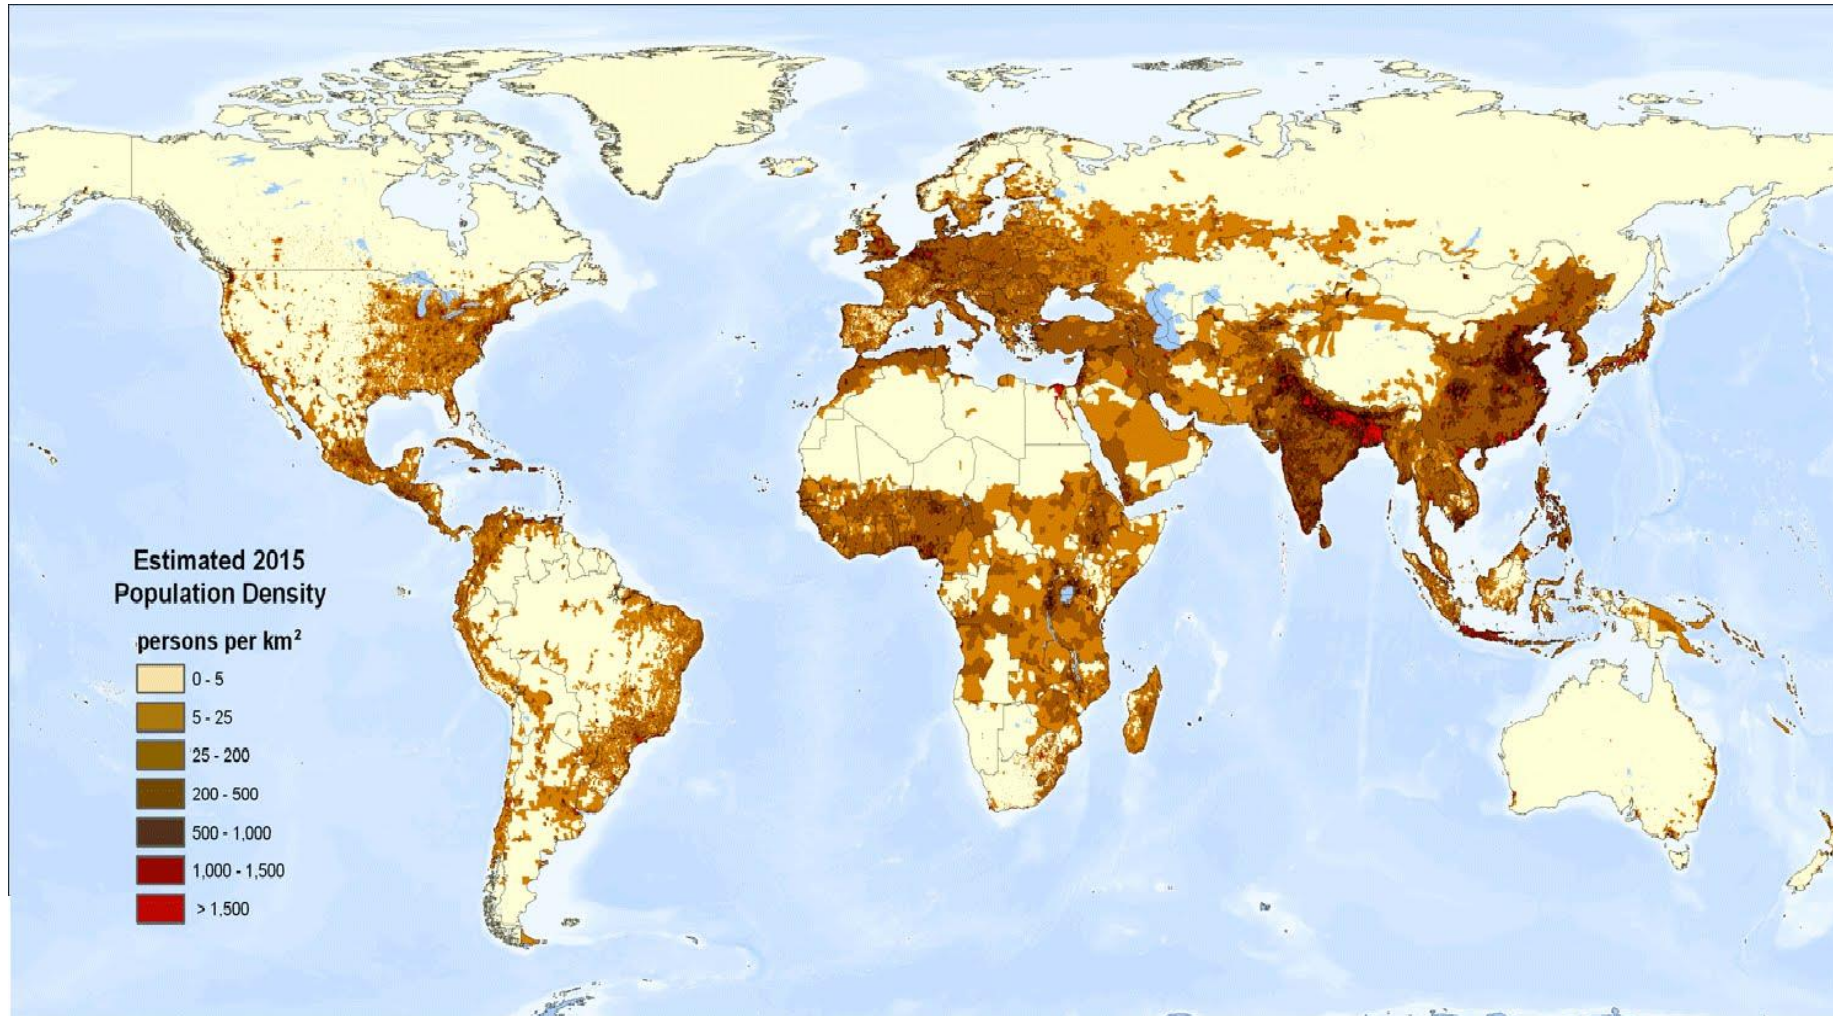 Estimated 2015
Population Density
persons per km²
0 - 5
5 - 25
25 - 200
200 - 500
500 - 1,000
1,000 - 1,500
> 1.500